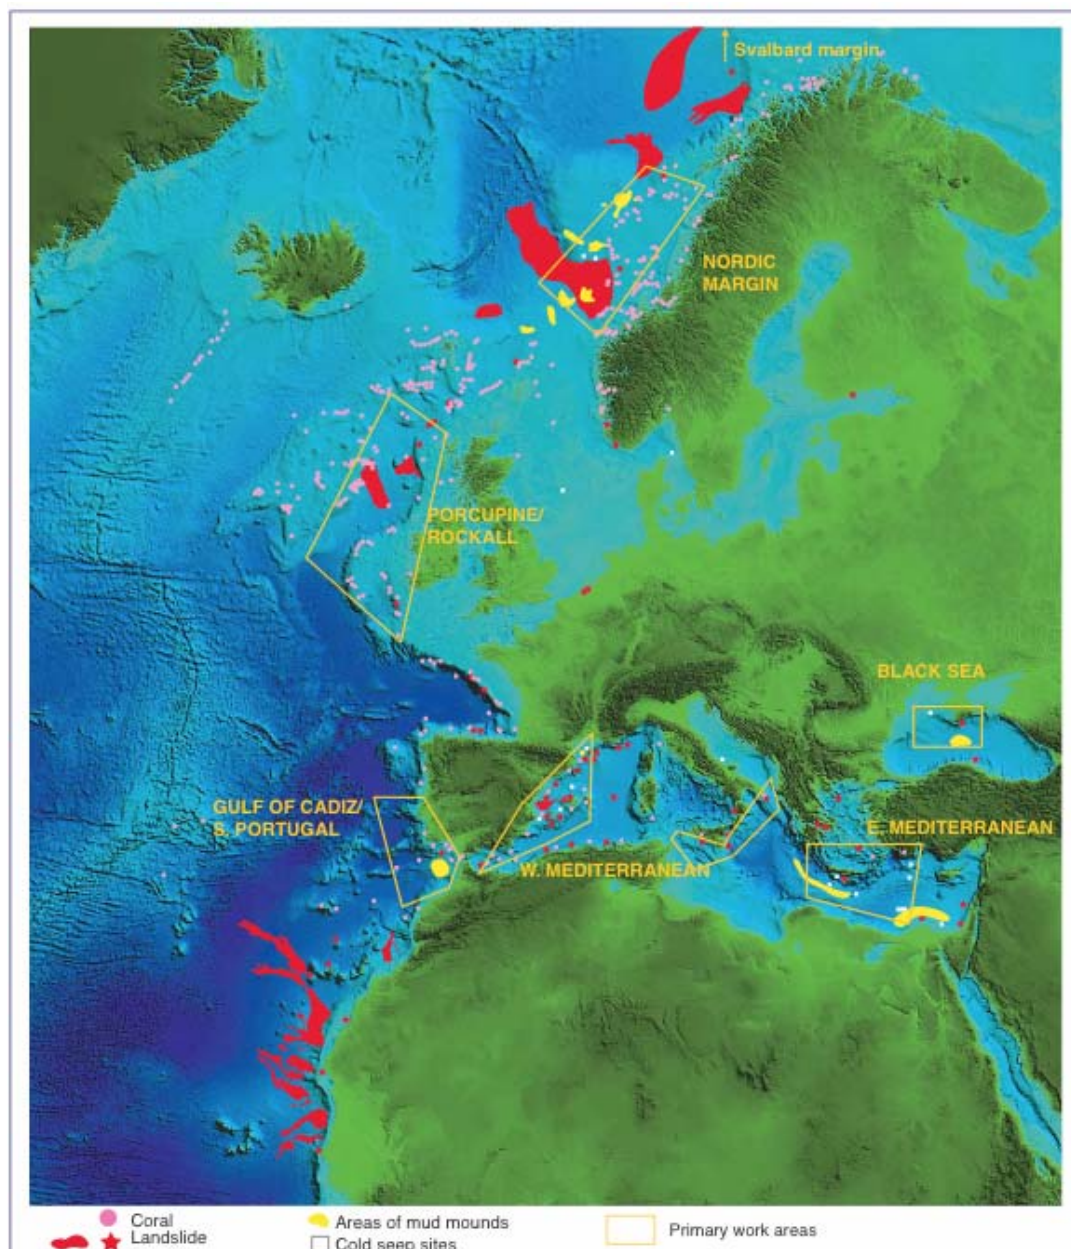 Svalbard margin
NORDIC
MARGIN
PORCUPINE/
ROCKALL
BLACK SEA
GULF OF CADIZ/
S. PORTUGAL
E. MEDITERRANEAN
W. MEDITERRANEAN
Coral
Landslide
Areas of mud mounds
Cold seep sites
Primary work areas